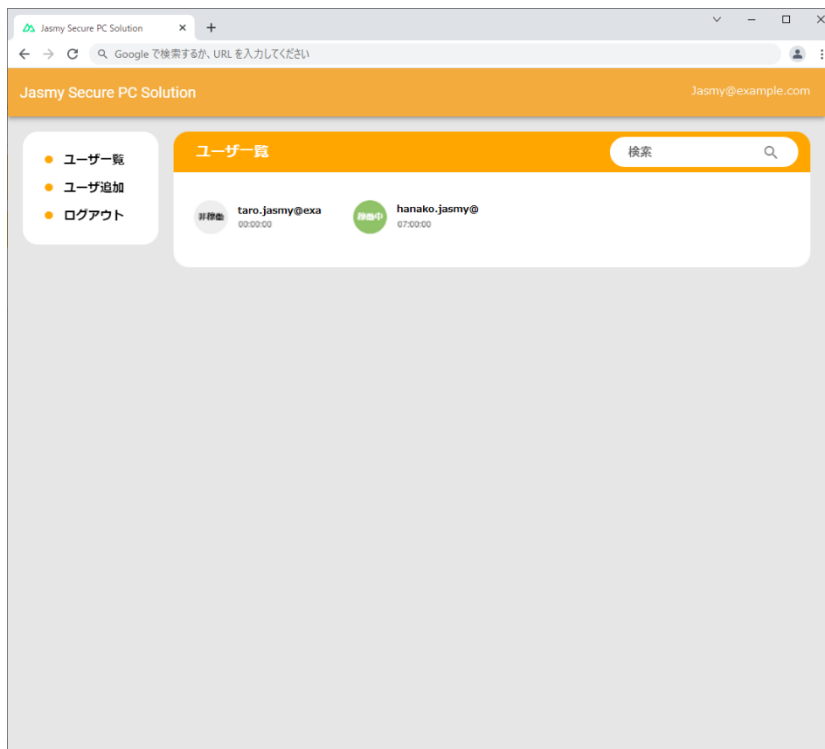 Jasmy Secure PC Solution
Google で検索するか、URL を入力してください
Jasmy Secure PC Solution
Jasmy@example.com
ユーザー覧
ユーザ追加
ログアウト
ユーザ一覧
検索
非稼働
taro.jasmy@exa
00:00:00
稼働中
hanako.jasmy@
07:00:00